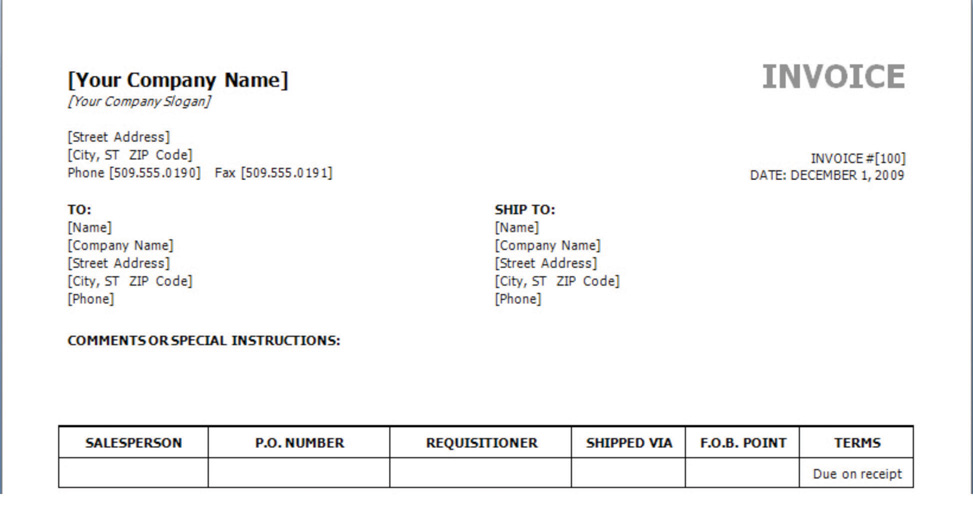 [Your Company Name]
INVOICE
[Your Company Slogan]
[Street Address]
[City, ST ZIP Code]
Phone [509.555.0190] Fax [509.555.0191]
INVOICE #[100]
DATE: DECEMBER 1, 2009
TO:
[Name]
[Company Name]
[Street Address]
[City, ST ZIP Code]
[Phone]
SHIP TO:
[Name]
[Company Name]
[Street Address]
[City, ST ZIP Code]
[Phone]
COMMENTS OR SPECIAL INSTRUCTIONS:
SALESPERSON P.O. NUMBER REQUISITIONER SHIPPED VIA F.O.B. POINT TERMS
Due on receipt